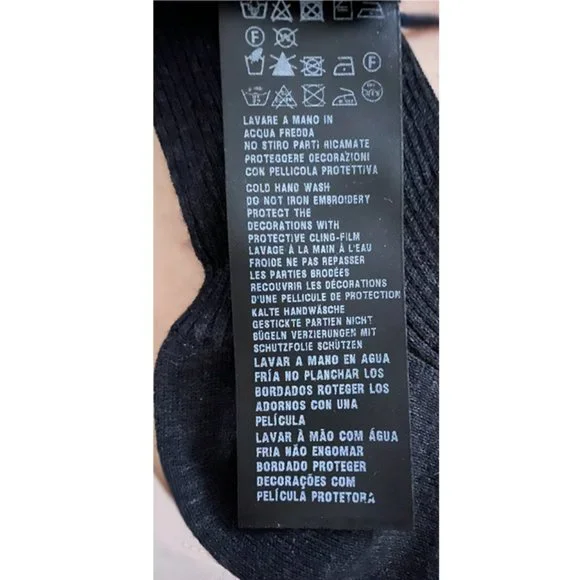 F
F
LAVARE A MANO IN
ACQUA FREDDA
NO STIRO PARTI RICAMATE
PROTEGGERE DECORAZIONI
CON PELLICOLA PROTETTIVA
COLD HAND WASH
DO NOT IRON EMBROIDERY
PROTECT THE
DECORATIONS WITH
PROTECTIVE CLING-FILM
LAVAGE À LA MAIN À L'EAU
FROIDE NE PAS REPASSER
LES PARTIES BRODÉES
RECOUVRIR LES DÉCORATIONS
D'UNE PELLICULE DE PROTECTION
KALTE HANDWÄSCHE
GESTICKTE PARTIEN NICHT
BÜGELN VERZIERUNGEN MIT
SCHUTZFOLIE SCHÜTZEN
LAVAR A MANO EN AGUA
FRÍA NO PLANCHAR LOS
BORDADOS ROTEGER LOS
ADORNOS CON UNA
PELÍCULA
LAVAR À MÃO COM ÁGUA
FRIA NÃO ENGOMAR
BORDADO PROTEGER
DECORAÇÕES COM
PELÍCULA PROTETORA